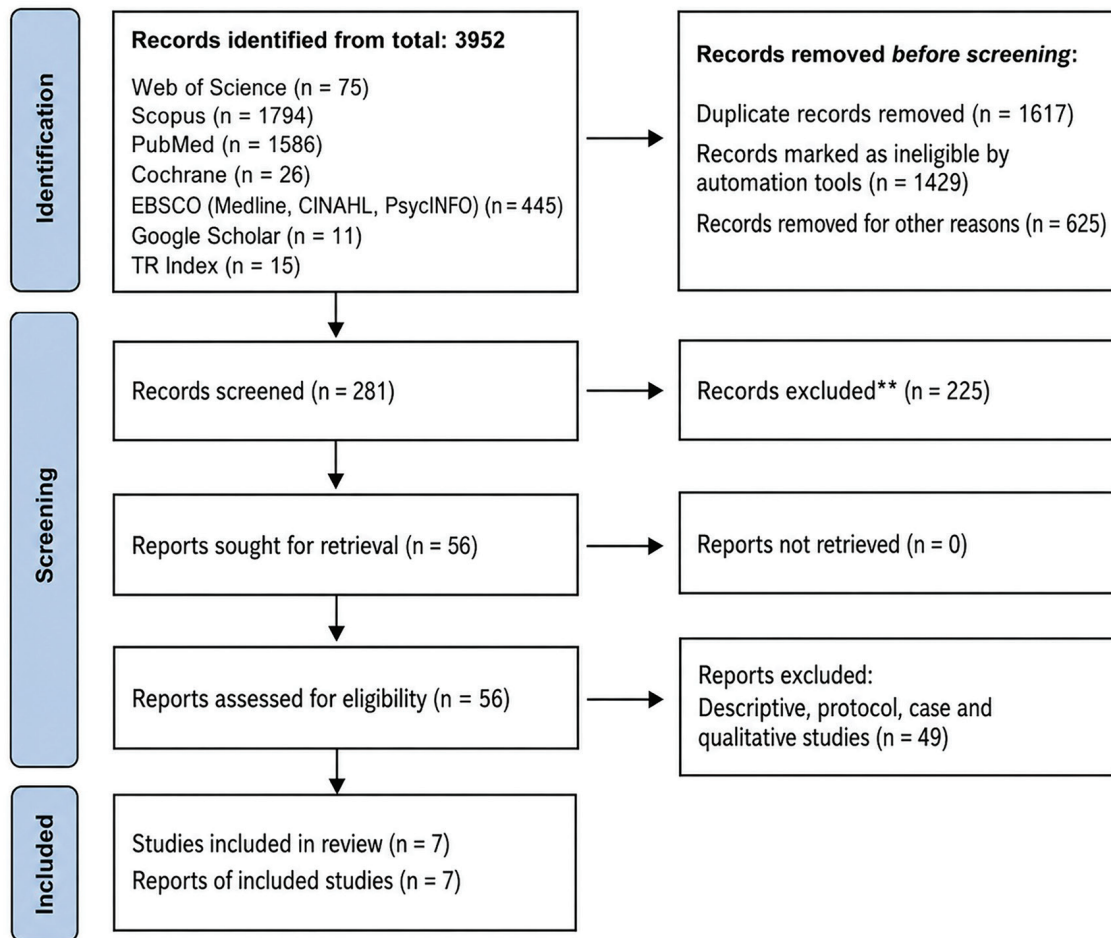 Identification
Records identified from total: 3952
Web of Science (n = 75)
Scopus (n = 1794)
PubMed (n = 1586)
Cochrane (n = 26)
EBSCO (Medline, CINAHL, PsycINFO) (n = 445)
Google Scholar (n = 11)
TR Index (n = 15)
Records removed before screening:
Duplicate records removed (n = 1617)
Records marked as ineligible by
automation tools (n = 1429)
Records removed for other reasons (n = 625)
Screening
Records screened (n = 281)
Records excluded** (n = 225)
Reports sought for retrieval (n = 56)
Reports not retrieved (n = 0)
Reports assessed for eligibility (n = 56)
Reports excluded:
Descriptive, protocol, case and
qualitative studies (n = 49)
Included
Studies included in review (n = 7)
Reports of included studies (n = 7)